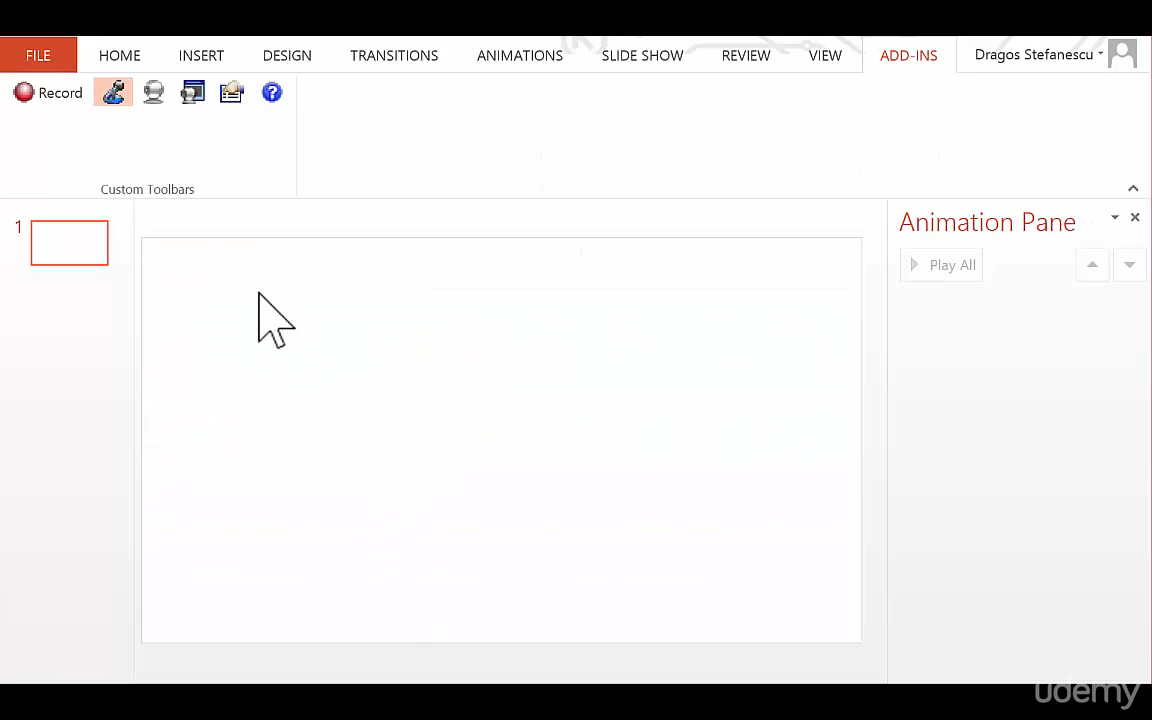 FILE HOME INSERT DESIGN TRANSITIONS ANIMATIONS SLIDE SHOW REVIEW VIEW ADD-INS Dragos Stefanescu
Record ?
Custom Toolbars
1
Animation Pane
Play All
udemy